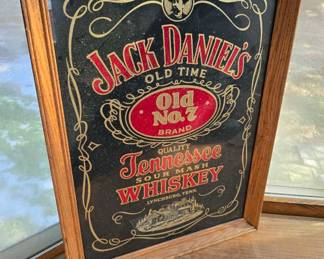 JACK DANIEL'S
OLD TIME
Old
No. 7
BRAND
QUALITY
Tennessee
SOUR MASH
WHISKEY
LYNCHBURG, TENN.